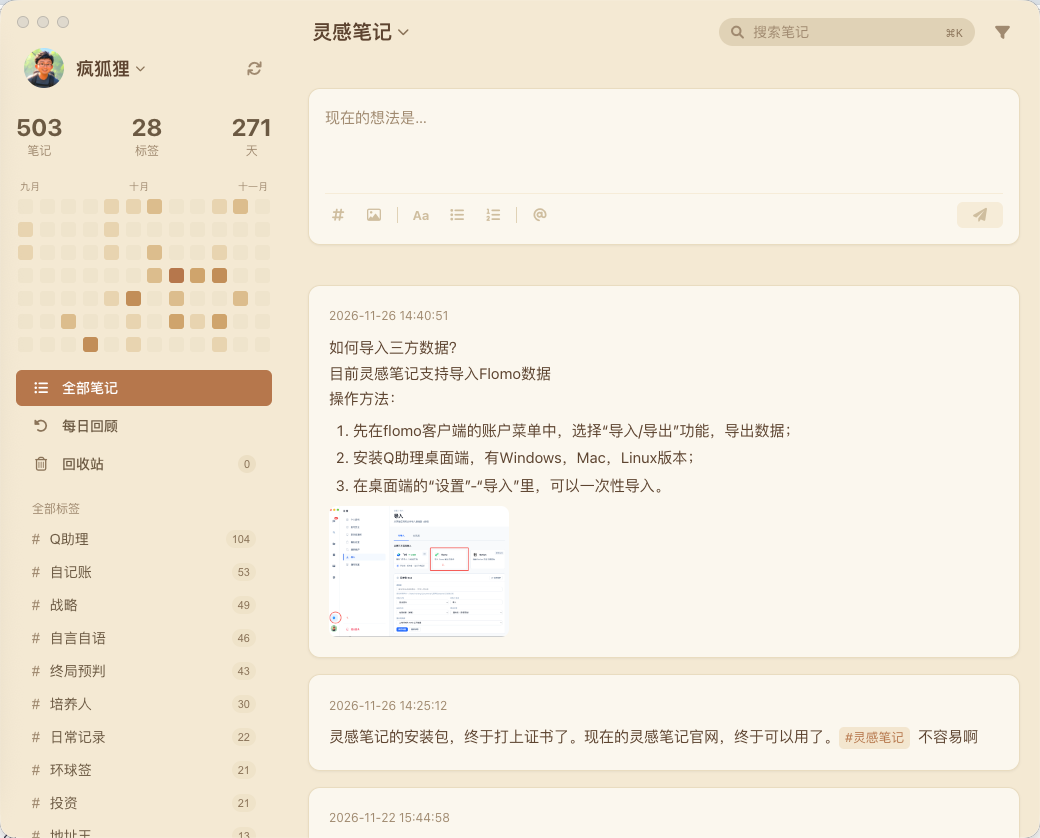 疯狐狸
503
笔记
28
标签
271
天
九月
十月
十一月
全部笔记
每日回顾
回收站
0
全部标签
# Q助理
104
# 自记账
53
# 战略
49
# 自言自语
46
# 终局预判
43
# 培养人
30
# 日常记录
22
# 环球签
21
# 投资
21
# 地址王
13
灵感笔记
搜索笔记
⌘K
现在的想法是...
Aa
2026-11-26 14:40:51
如何导入三方数据?
目前灵感笔记支持导入Flomo数据
操作方法：
1. 先在flomo客户端的账户菜单中，选择“导入/导出”功能，导出数据；
2. 安装Q助理桌面端，有Windows，Mac，Linux版本；
3. 在桌面端的“设置”-“导入”里，可以一次性导入。
导入
2026-11-26 14:25:12
灵感笔记的安装包，终于打上证书了。现在的灵感笔记官网，终于可以用了。 #灵感笔记 不容易啊
2026-11-22 15:44:58